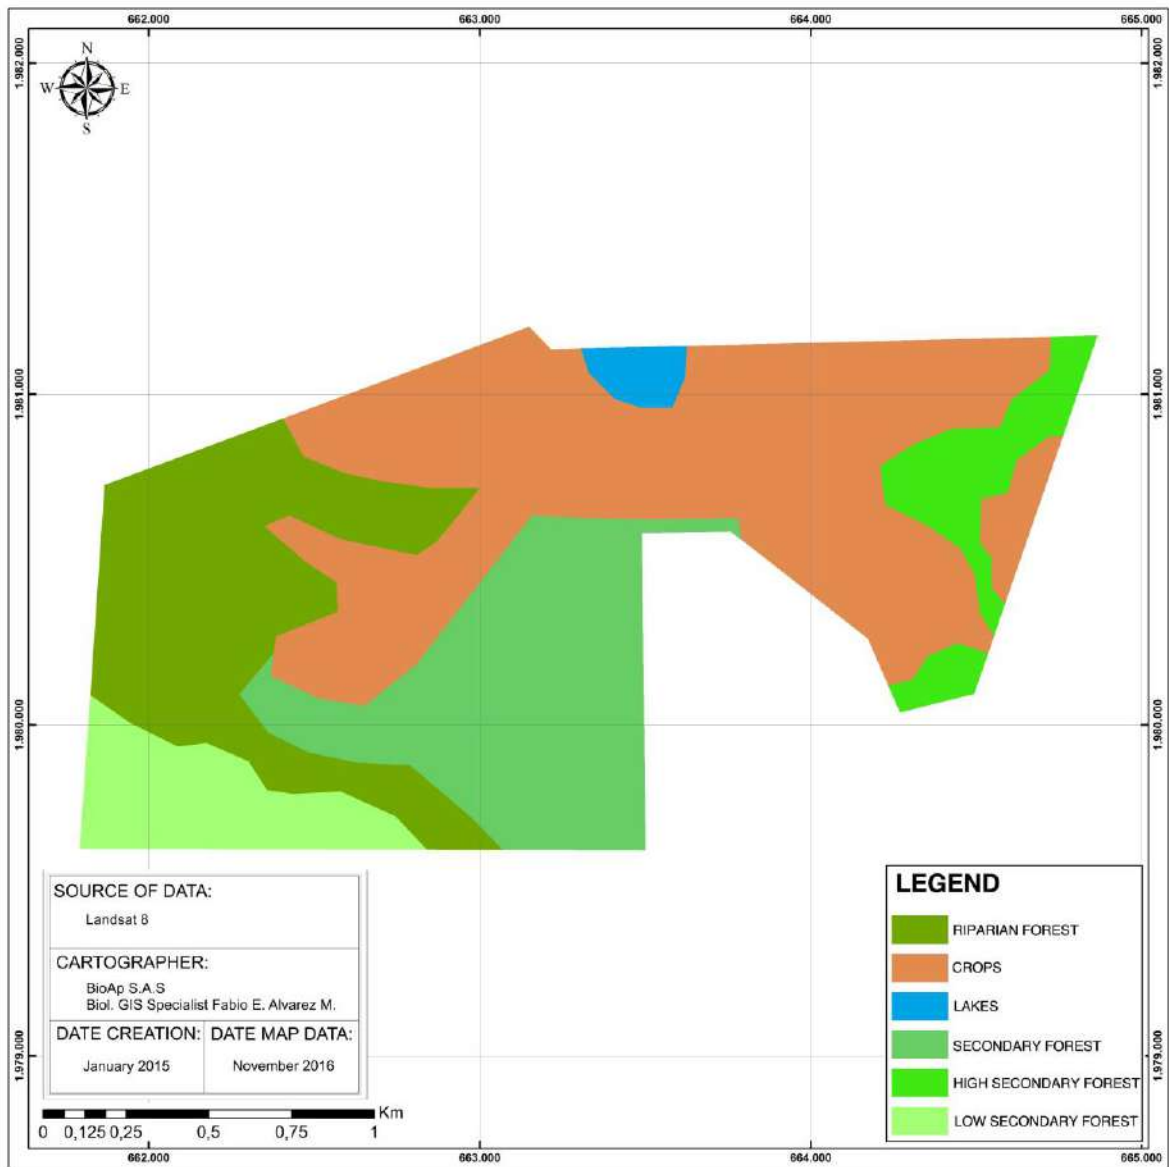 662.000 663.000 664.000 665.000
1.982.000 1.982.000
N
W E
S
1.981.000 1.981.000
1.980.000 1.980.000
LEGEND
SOURCE OF DATA:
Landsat 8
RIPARIAN FOREST
CARTOGRAPHER:
CROPS
BioAp S.A.S
Biol. GIS Specialist Fabio E. Alvarez M.
LAKES
DATE CREATION: DATE MAP DATA:
January 2015 November 2016
SECONDARY FOREST
1.979.000 1.979.000
HIGH SECONDARY FOREST
LOW SECONDARY FOREST
Km
0 0,125 0,25 0,5 0,75 1
662.000 663.000 664.000 665.000